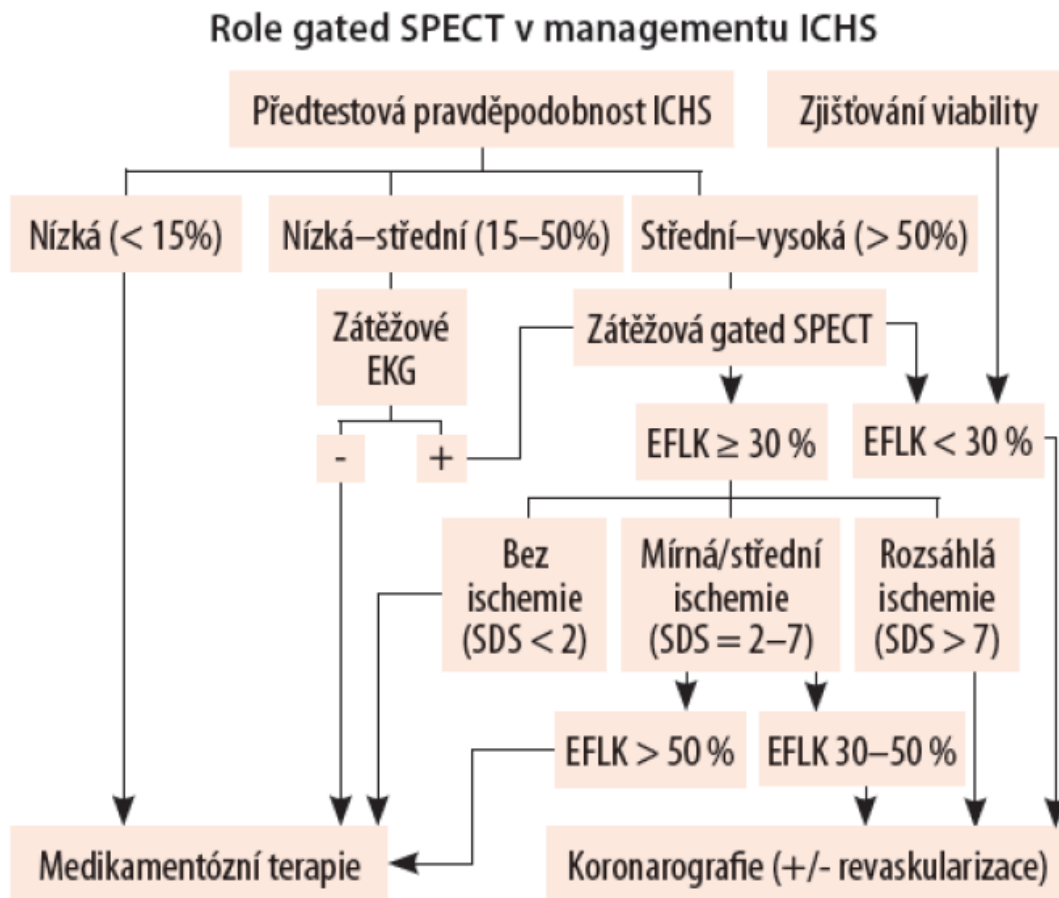 Role gated SPECT v managementu ICHS
Předtestová pravděpodobnost ICHS
Zjišťování viability
Nízká (< 15%)
Nízká–střední (15–50%)
Střední–vysoká (> 50%)
Zátěžové
EKG
Zátěžová gated SPECT
-
+
EFLK ≥ 30 %
EFLK < 30 %
Bez
ischemie
(SDS < 2)
Mírná/střední
ischemie
(SDS = 2–7)
Rozsáhlá
ischemie
(SDS > 7)
EFLK > 50 %
EFLK 30–50 %
Medikamentózní terapie
Koronarografie (+/- revaskularizace)